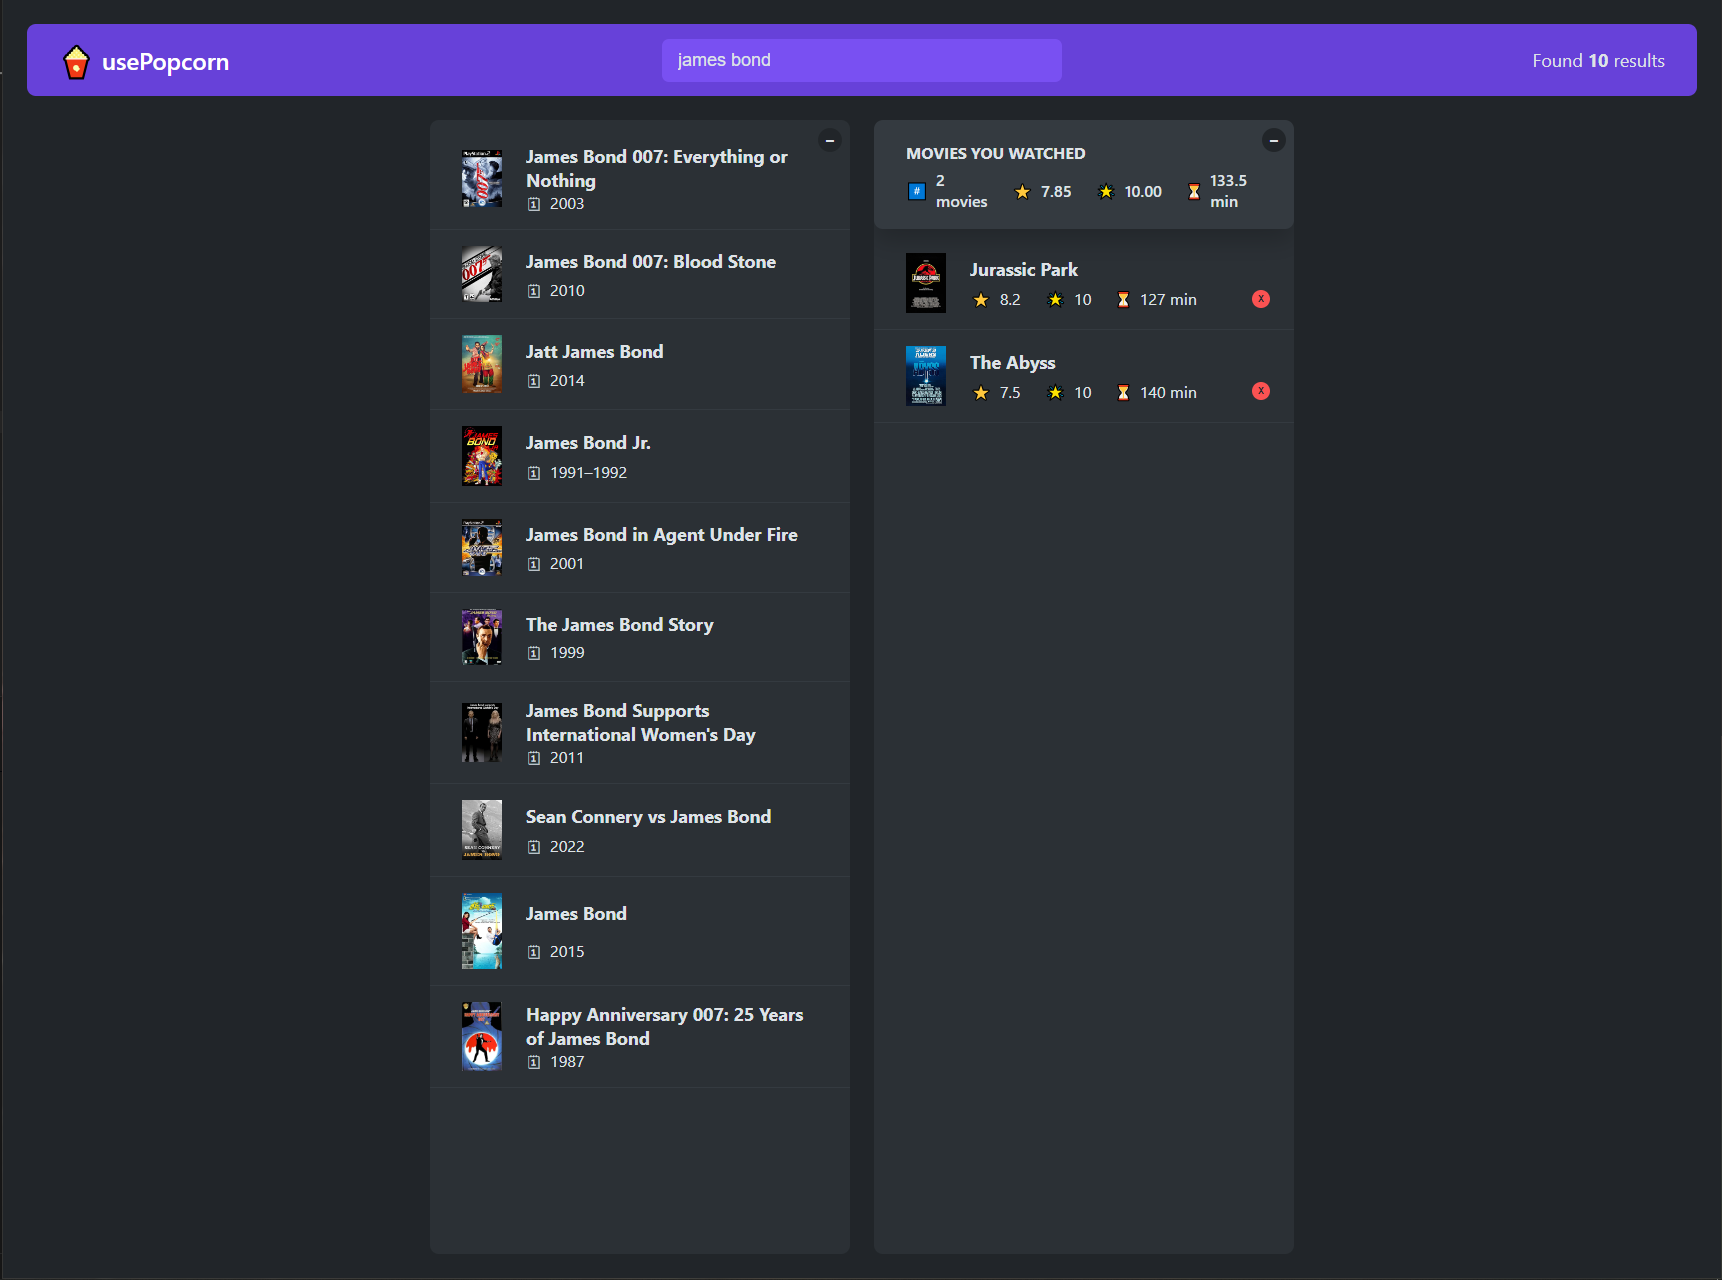 usePopcorn
james bond
Found 10 results
James Bond 007: Everything or
Nothing
2003
James Bond 007: Blood Stone
2010
Jatt James Bond
2014
James Bond Jr.
1991–1992
James Bond in Agent Under Fire
2001
The James Bond Story
1999
James Bond Supports
International Women's Day
2011
Sean Connery vs James Bond
2022
James Bond
2015
Happy Anniversary 007: 25 Years
of James Bond
1987
MOVIES YOU WATCHED
2
movies
7.85
10.00
133.5
min
Jurassic Park
8.2
10
127 min
X
The Abyss
7.5
10
140 min
X